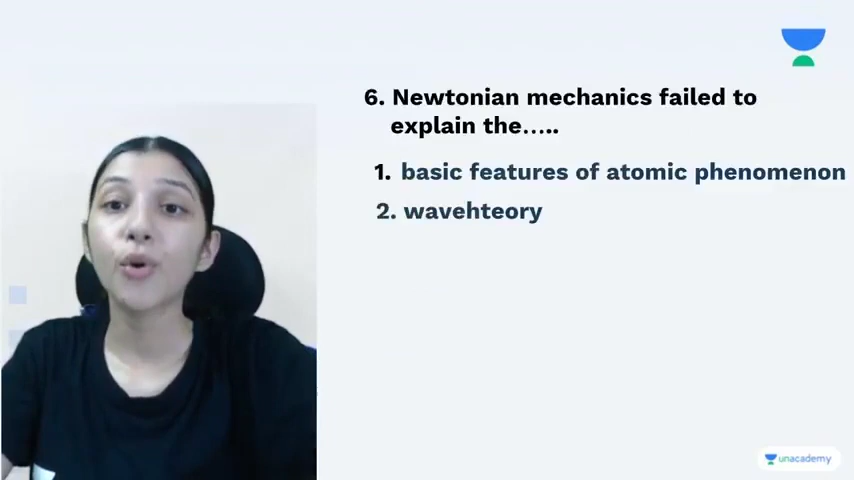 6. Newtonian mechanics failed to
explain the.....
1. basic features of atomic phenomenon
2. wavehteory
unacademy